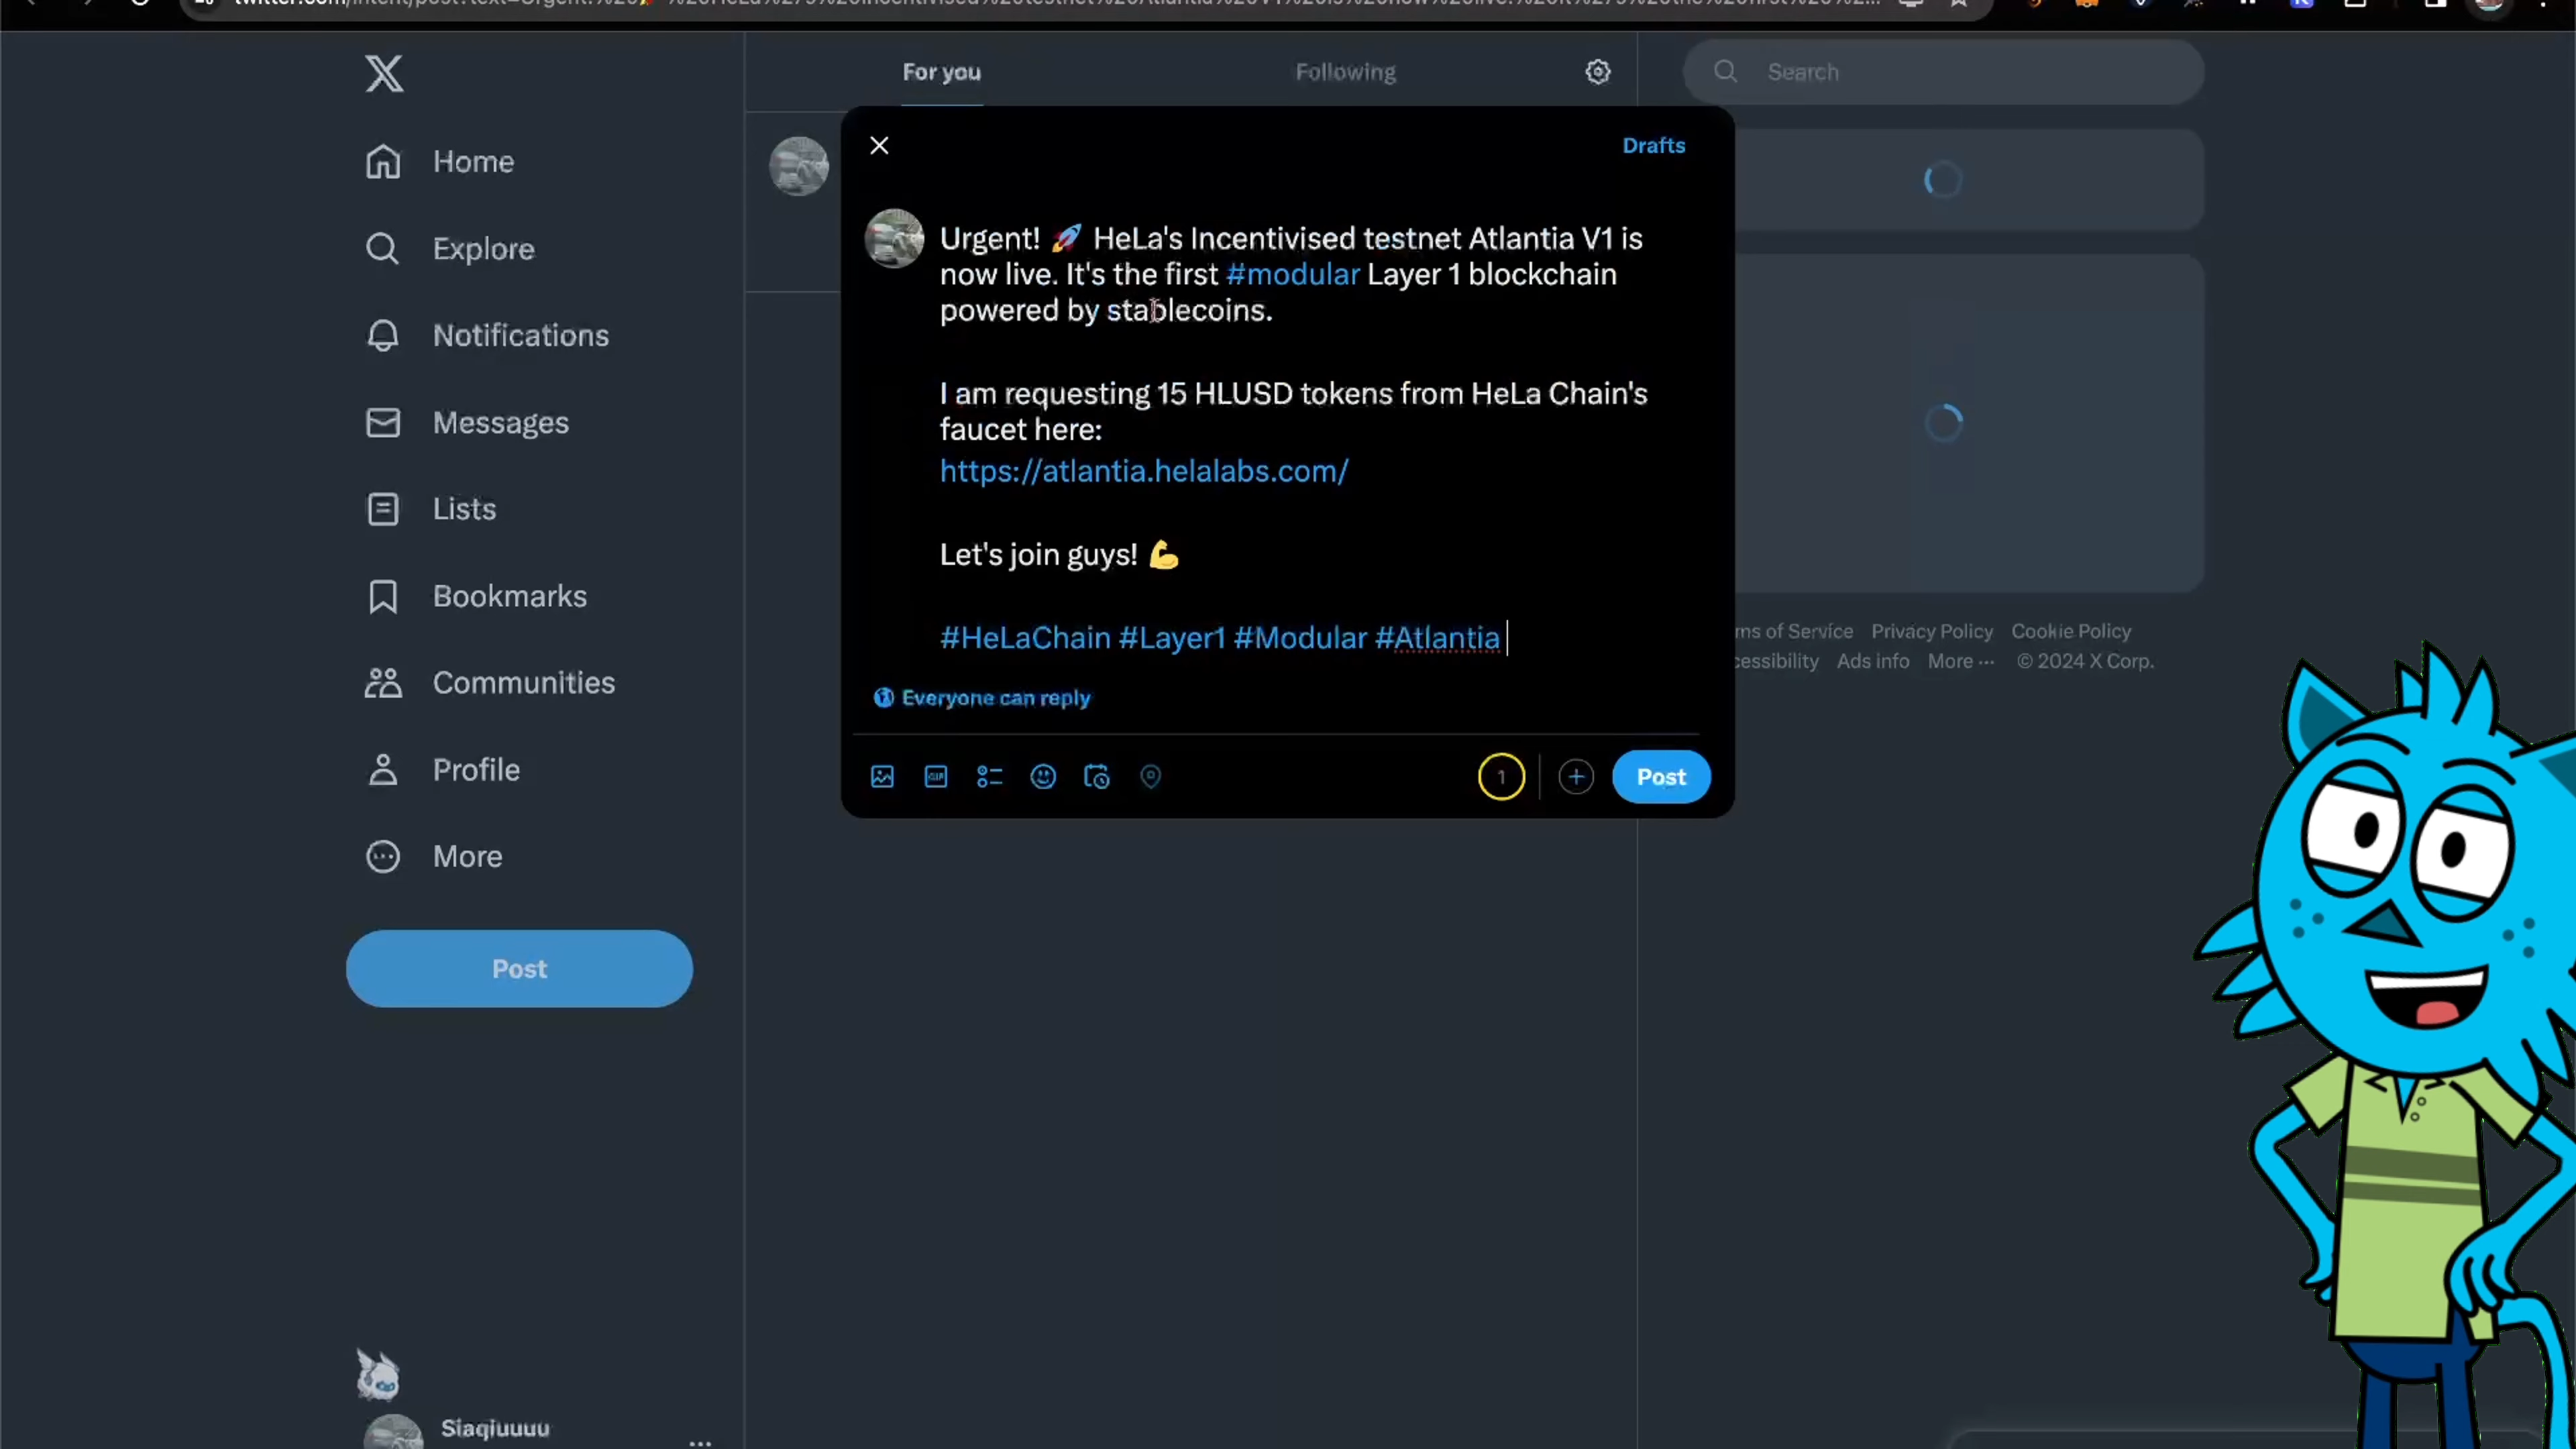 For you
Following
Search
Home
Explore
Notifications
Messages
Lists
Bookmarks
Communities
Profile
More
Post
Siaqiuuuu
Drafts
Urgent! 🚀 HeLa's Incentivised testnet Atlantia V1 is
now live. It's the first #modular Layer 1 blockchain
powered by stablecoins.
I am requesting 15 HLUSD tokens from HeLa Chain's
faucet here:
https://atlantia.helalabs.com/
Let's join guys! 💪
#HeLaChain #Layer1 #Modular #Atlantia
Everyone can reply
GIF
1
Post
ms of Service Privacy Policy Cookie Policy
cessibility Ads info More ··· © 2024 X Corp.